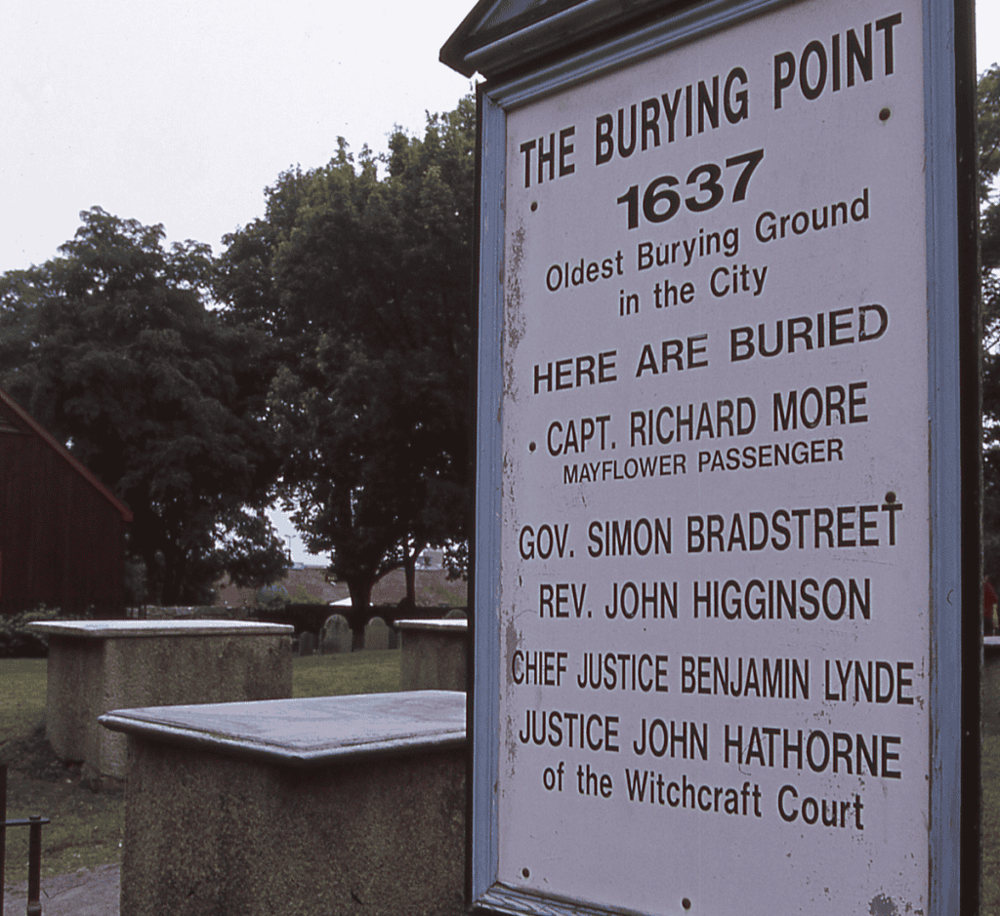 THE BURYING POINT
1637
Oldest Burying Ground
in the City
HERE ARE BURIED
CAPT. RICHARD MORE
MAYFLOWER PASSENGER
GOV. SIMON BRADSTREET
REV. JOHN HIGGINSON
CHIEF JUSTICE BENJAMIN LYNDE
JUSTICE JOHN HATHORNE
of the Witchcraft Court